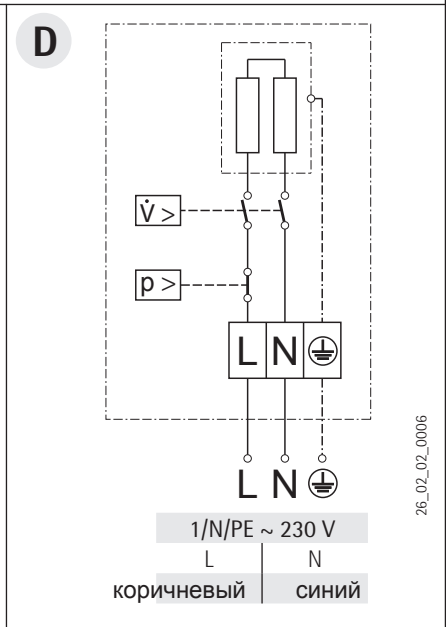 D
V̇ >
p >
L N
L N
1/N/PE ~ 230 V
L N
коричневый синий
26_02_02_0006